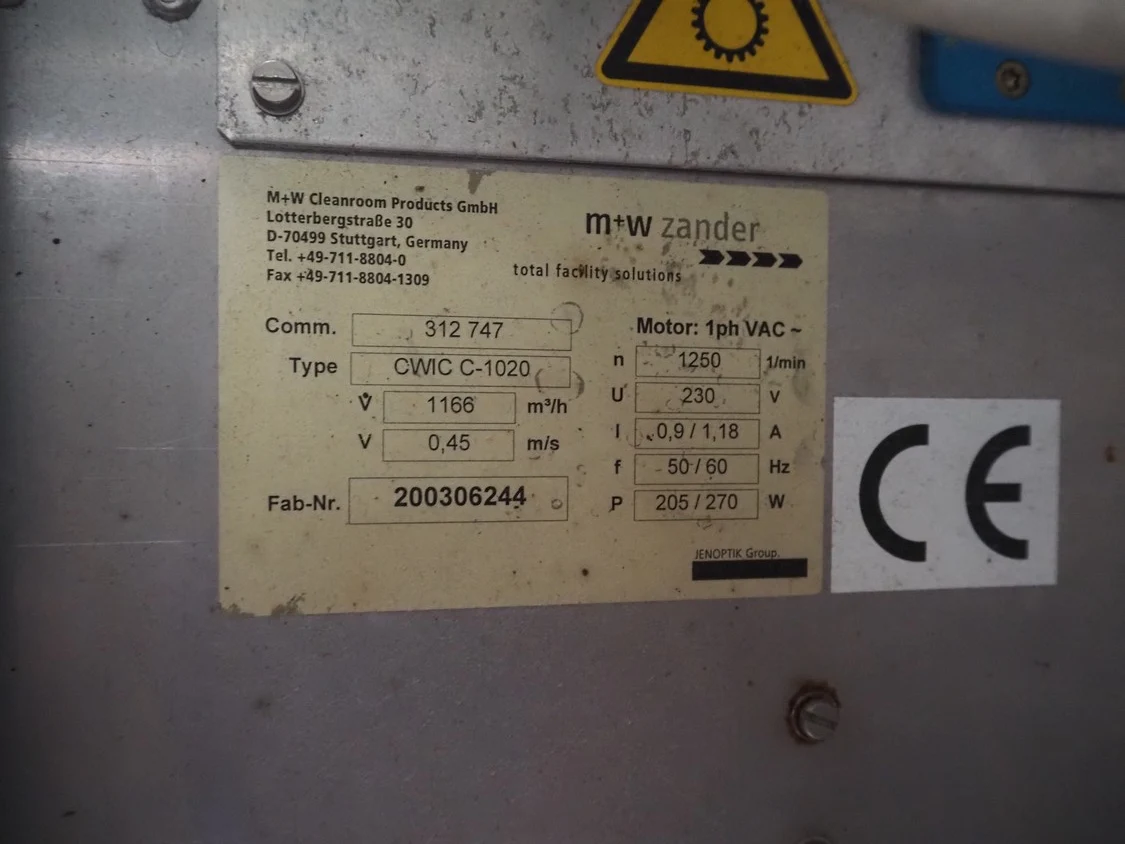 M+W Cleanroom Products GmbH
Lotterbergstraße 30
D-70499 Stuttgart, Germany
Tel. +49-711-8804-0
Fax +49-711-8804-1309
m+w zander
total facility solutions
Comm. 312 747
Type CWIC C-1020
V̇ 1166 m³/h
V 0,45 m/s
Fab-Nr. 200306244
Motor: 1ph VAC ~
n 1250 1/min
U 230 V
I 0,9 / 1,18 A
f 50 / 60 Hz
P 205 / 270 W
JENOPTIK Group.
CE